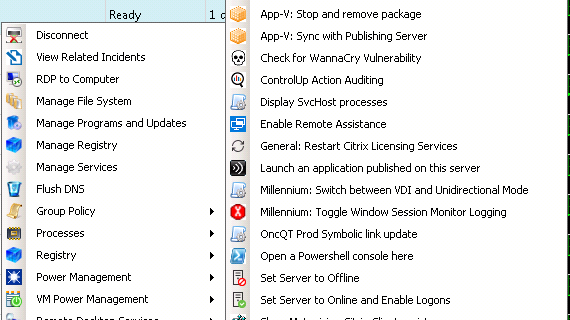 Ready 1
Disconnect
View Related Incidents
RDP to Computer
Manage File System
Manage Programs and Updates
Manage Registry
Manage Services
Flush DNS
Group Policy
Processes
Registry
Power Management
VM Power Management
Remote Desktop Services
App-V: Stop and remove package
App-V: Sync with Publishing Server
Check for WannaCry Vulnerability
ControlUp Action Auditing
Display SvcHost processes
Enable Remote Assistance
General: Restart Citrix Licensing Services
Launch an application published on this server
Millennium: Switch between VDI and Unidirectional Mode
Millennium: Toggle Window Session Monitor Logging
OncQT Prod Symbolic link update
Open a Powershell console here
Set Server to Offline
Set Server to Online and Enable Logons